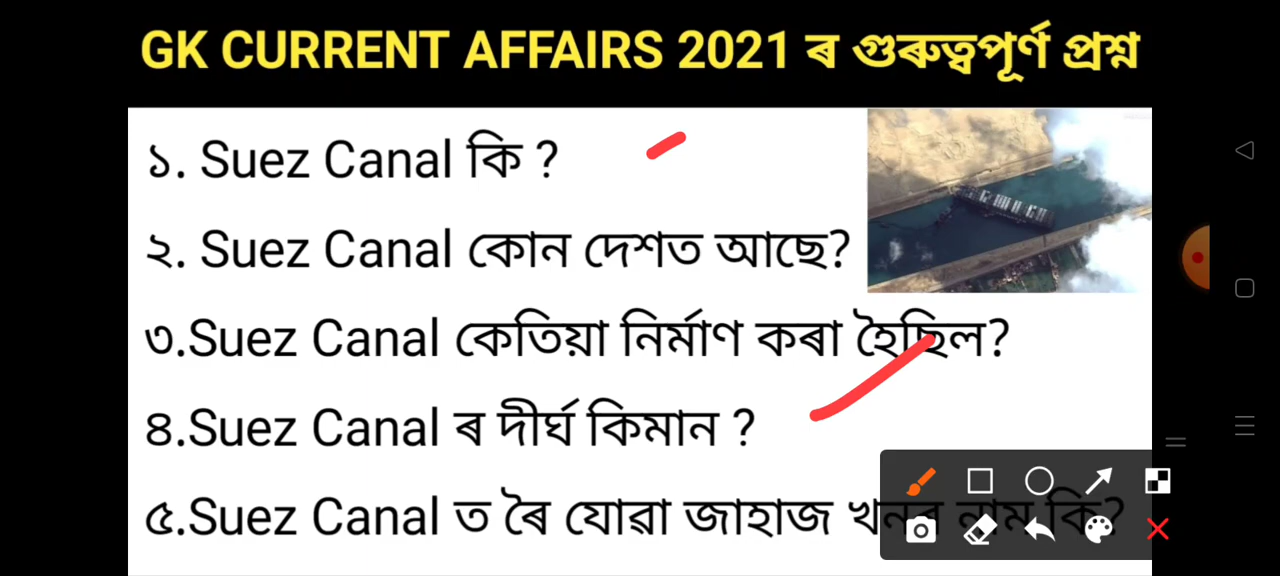 GK CURRENT AFFAIRS 2021 ৰ গুৰুত্বপূৰ্ণ প্ৰশ্ন
১. Suez Canal কি ?
২. Suez Canal কোন দেশত আছে?
৩.Suez Canal কেতিয়া নিৰ্মাণ কৰা হৈছিল?
৪.Suez Canal ৰ দীৰ্ঘ কিমান ?
৫.Suez Canal ত ৰৈ যোৱা জাহাজ খনৰ নাম কি?